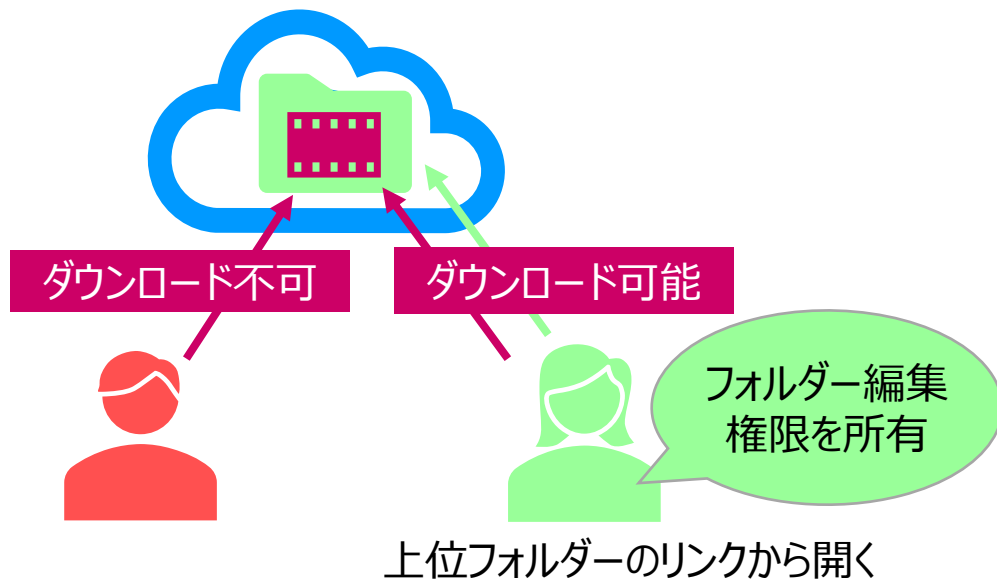 ダウンロード不可
ダウンロード可能
フォルダー編集
権限を所有
上位フォルダーのリンクから開く